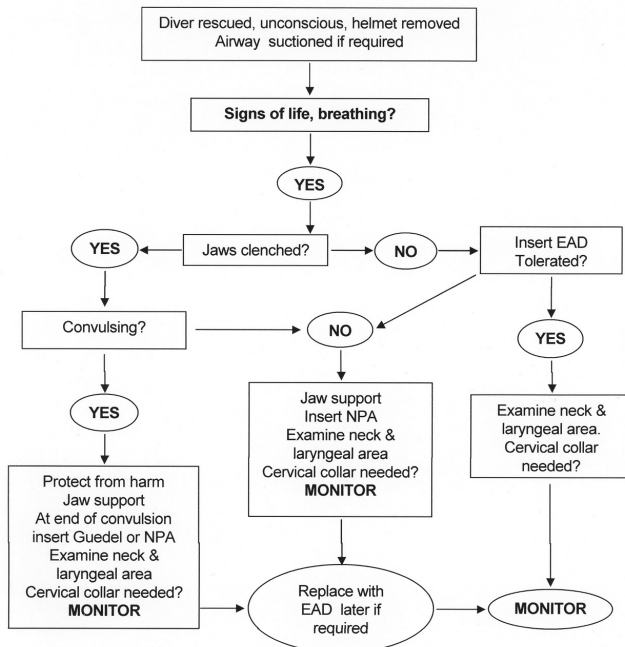 Diver rescued, unconscious, helmet removed
Airway suctioned if required
Signs of life, breathing?
YES
YES
Jaws clenched?
NO
Insert EAD
Tolerated?
Convulsing?
NO
YES
YES
Jaw support
Insert NPA
Examine neck &
laryngeal area
Cervical collar needed?
MONITOR
Examine neck &
laryngeal area.
Cervical collar
needed?
Protect from harm
Jaw support
At end of convulsion
insert Guedel or NPA
Examine neck &
laryngeal area
Cervical collar needed?
MONITOR
Replace with
EAD later if
required
MONITOR